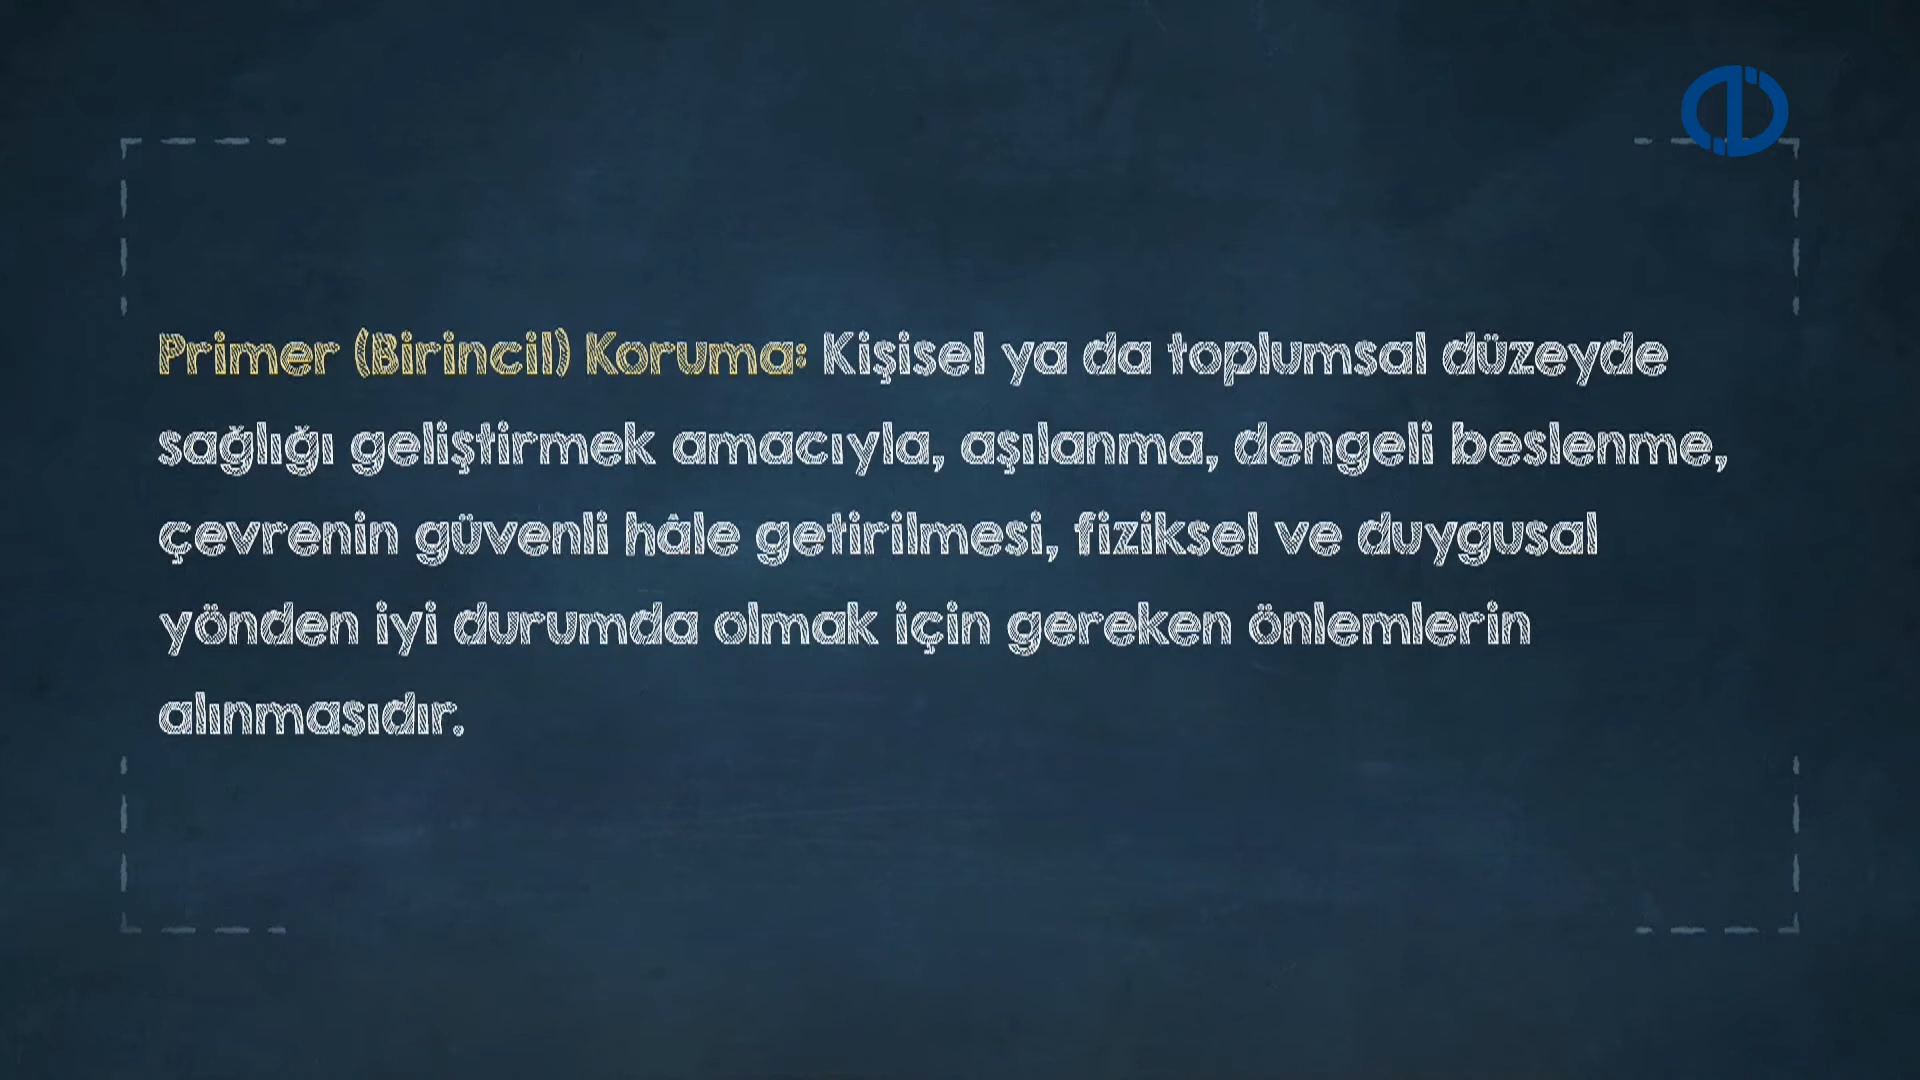 Primer (Birincil) Koruma: Kişisel ya da toplumsal düzeyde
sağlığı geliştirmek amacıyla, aşılanma, dengeli beslenme,
çevrenin güvenli hâle getirilmesi, fiziksel ve duygusal
yönden iyi durumda olmak için gereken önlemlerin
alınmasıdır.